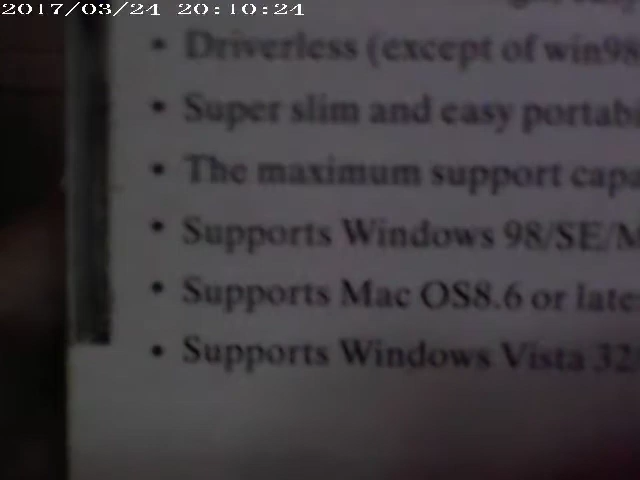 2017/03/24 20:10:24
• Driverless (except of win98
• Super slim and easy portab
• The maximum support capa
• Supports Windows 98/SE/M
• Supports Mac OS8.6 or late
• Supports Windows Vista 32